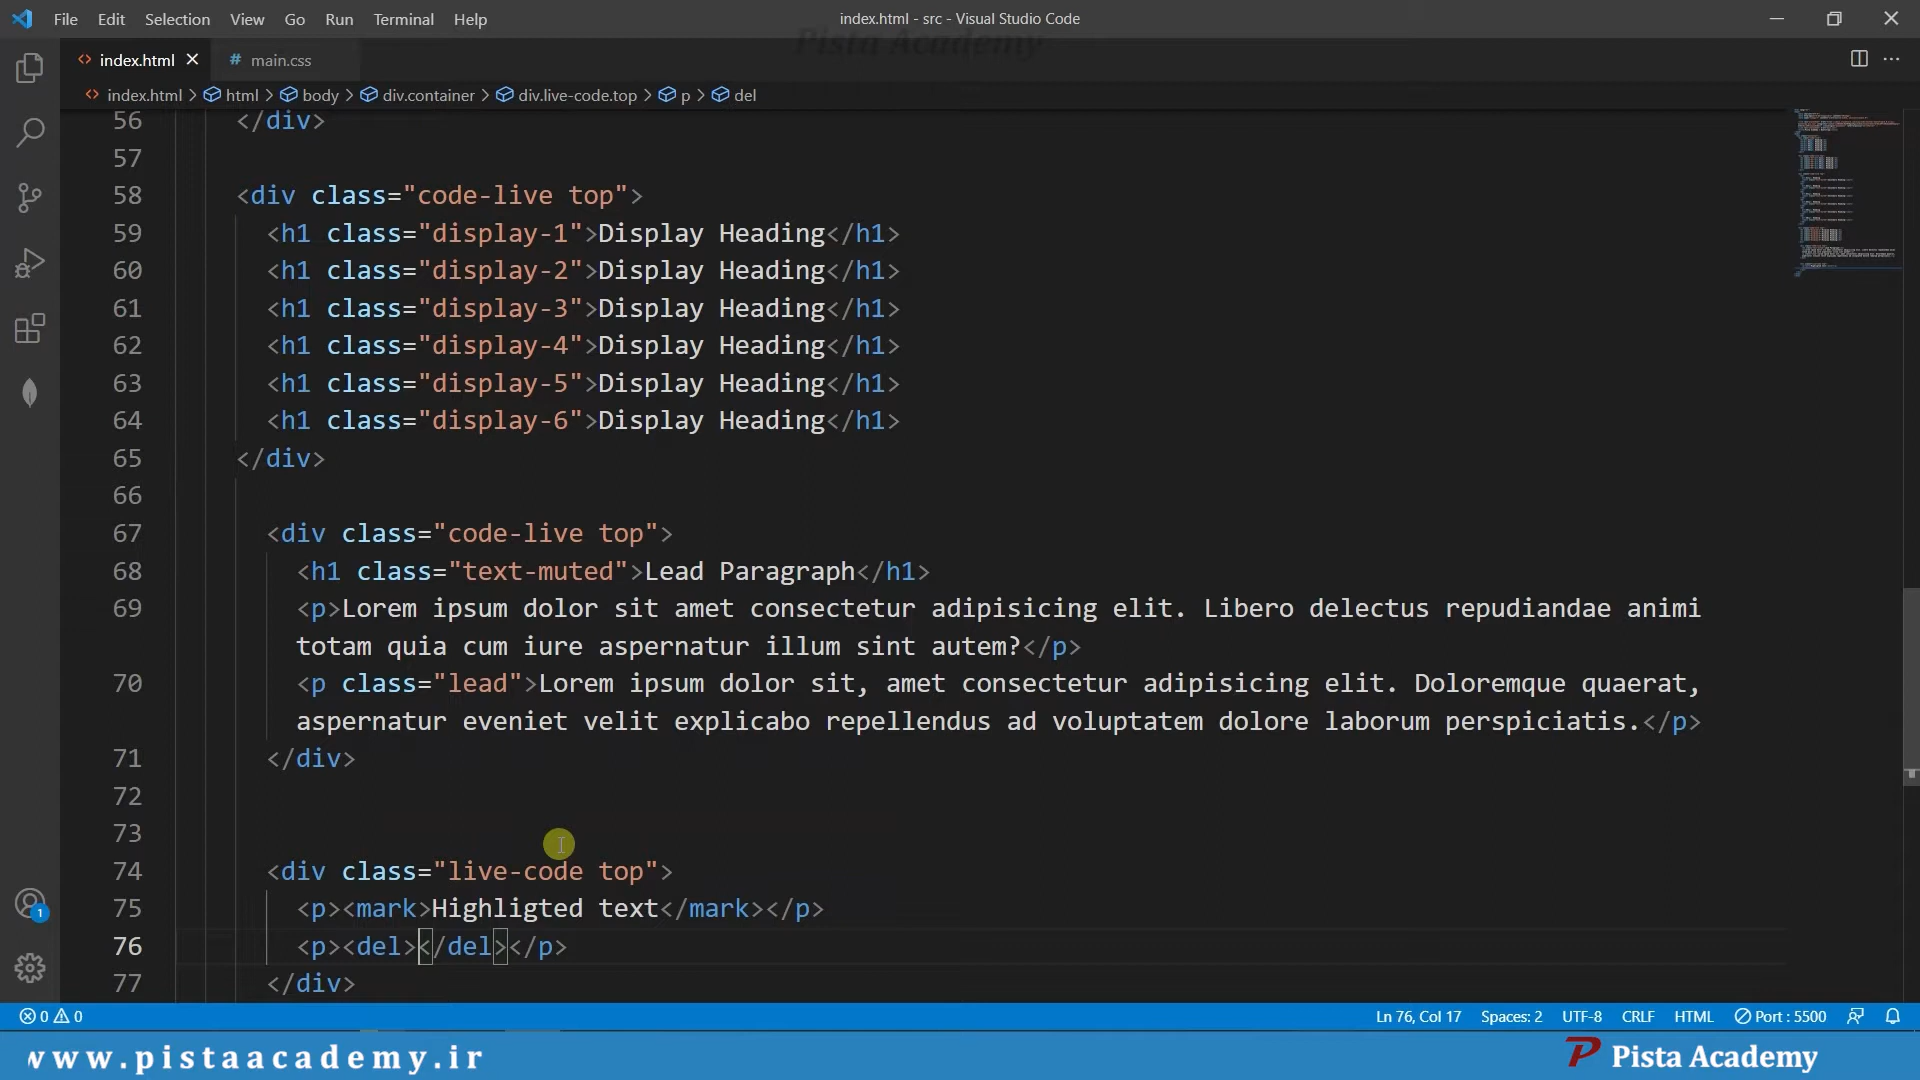 File Edit Selection View Go Run Terminal Help
index.html - src - Visual Studio Code
Pista Academy
index.html
# main.css
index.html > html > body > div.container > div.live-code.top > p > del
56 </div>
57
58 <div class="code-live top">
59 <h1 class="display-1">Display Heading</h1>
60 <h1 class="display-2">Display Heading</h1>
61 <h1 class="display-3">Display Heading</h1>
62 <h1 class="display-4">Display Heading</h1>
63 <h1 class="display-5">Display Heading</h1>
64 <h1 class="display-6">Display Heading</h1>
65 </div>
66
67 <div class="code-live top">
68 <h1 class="text-muted">Lead Paragraph</h1>
69 <p>Lorem ipsum dolor sit amet consectetur adipisicing elit. Libero delectus repudiandae animi
totam quia cum iure aspernatur illum sint autem?</p>
70 <p class="lead">Lorem ipsum dolor sit, amet consectetur adipisicing elit. Doloremque quaerat,
aspernatur eveniet velit explicabo repellendus ad voluptatem dolore laborum perspiciatis.</p>
71 </div>
72
73
74 <div class="live-code top">
75 <p><mark>Highligted text</mark></p>
76 <p><del></del></p>
77 </div>
1
0 0
Ln 76, Col 17 Spaces: 2 UTF-8 CRLF HTML Port : 5500
www.pistaacademy.ir
Pista Academy